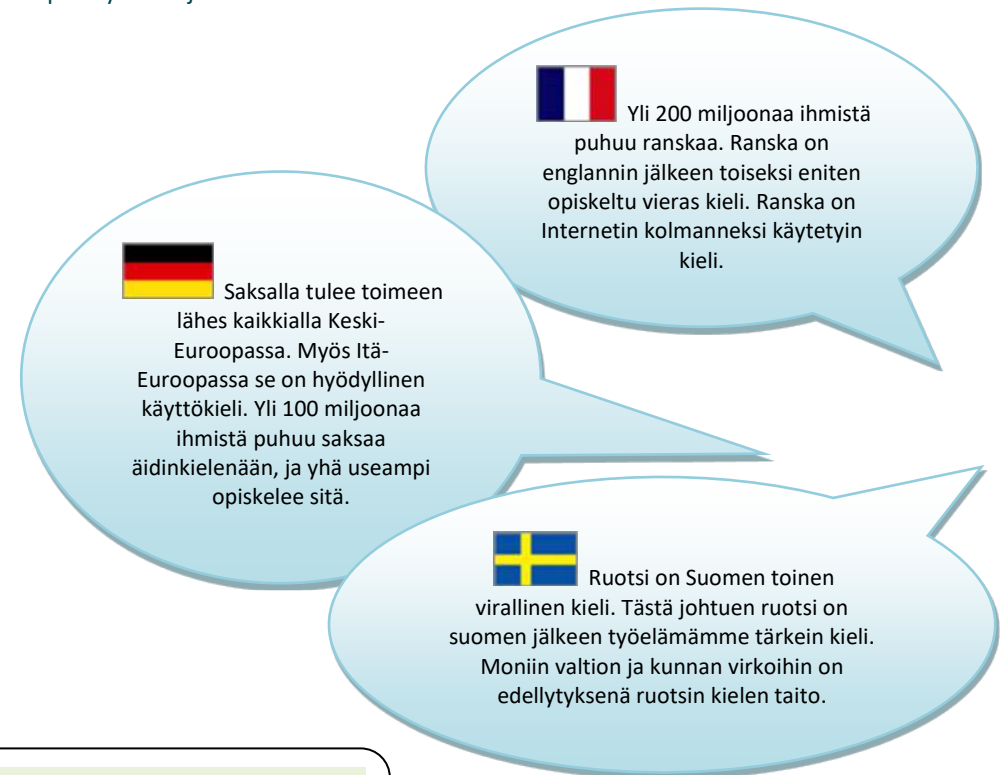 Yli 200 miljoonaa ihmistä
puhuu ranskaa. Ranska on
englannin jälkeen toiseksi eniten
opiskeltu vieras kieli. Ranska on
Internetin kolmanneksi käytetyin
kieli.
Saksalla tulee toimeen
lähes kaikkialla Keski-
Euroopassa. Myös Itä-
Euroopassa se on hyödyllinen
käyttökieli. Yli 100 miljoonaa
ihmistä puhuu saksaa
äidinkielenään, ja yhä useampi
opiskelee sitä.
Ruotsi on Suomen toinen
virallinen kieli. Tästä johtuen ruotsi on
suomen jälkeen työelämämme tärkein kieli.
Moniin valtion ja kunnan virkoihin on
edellytyksenä ruotsin kielen taito.